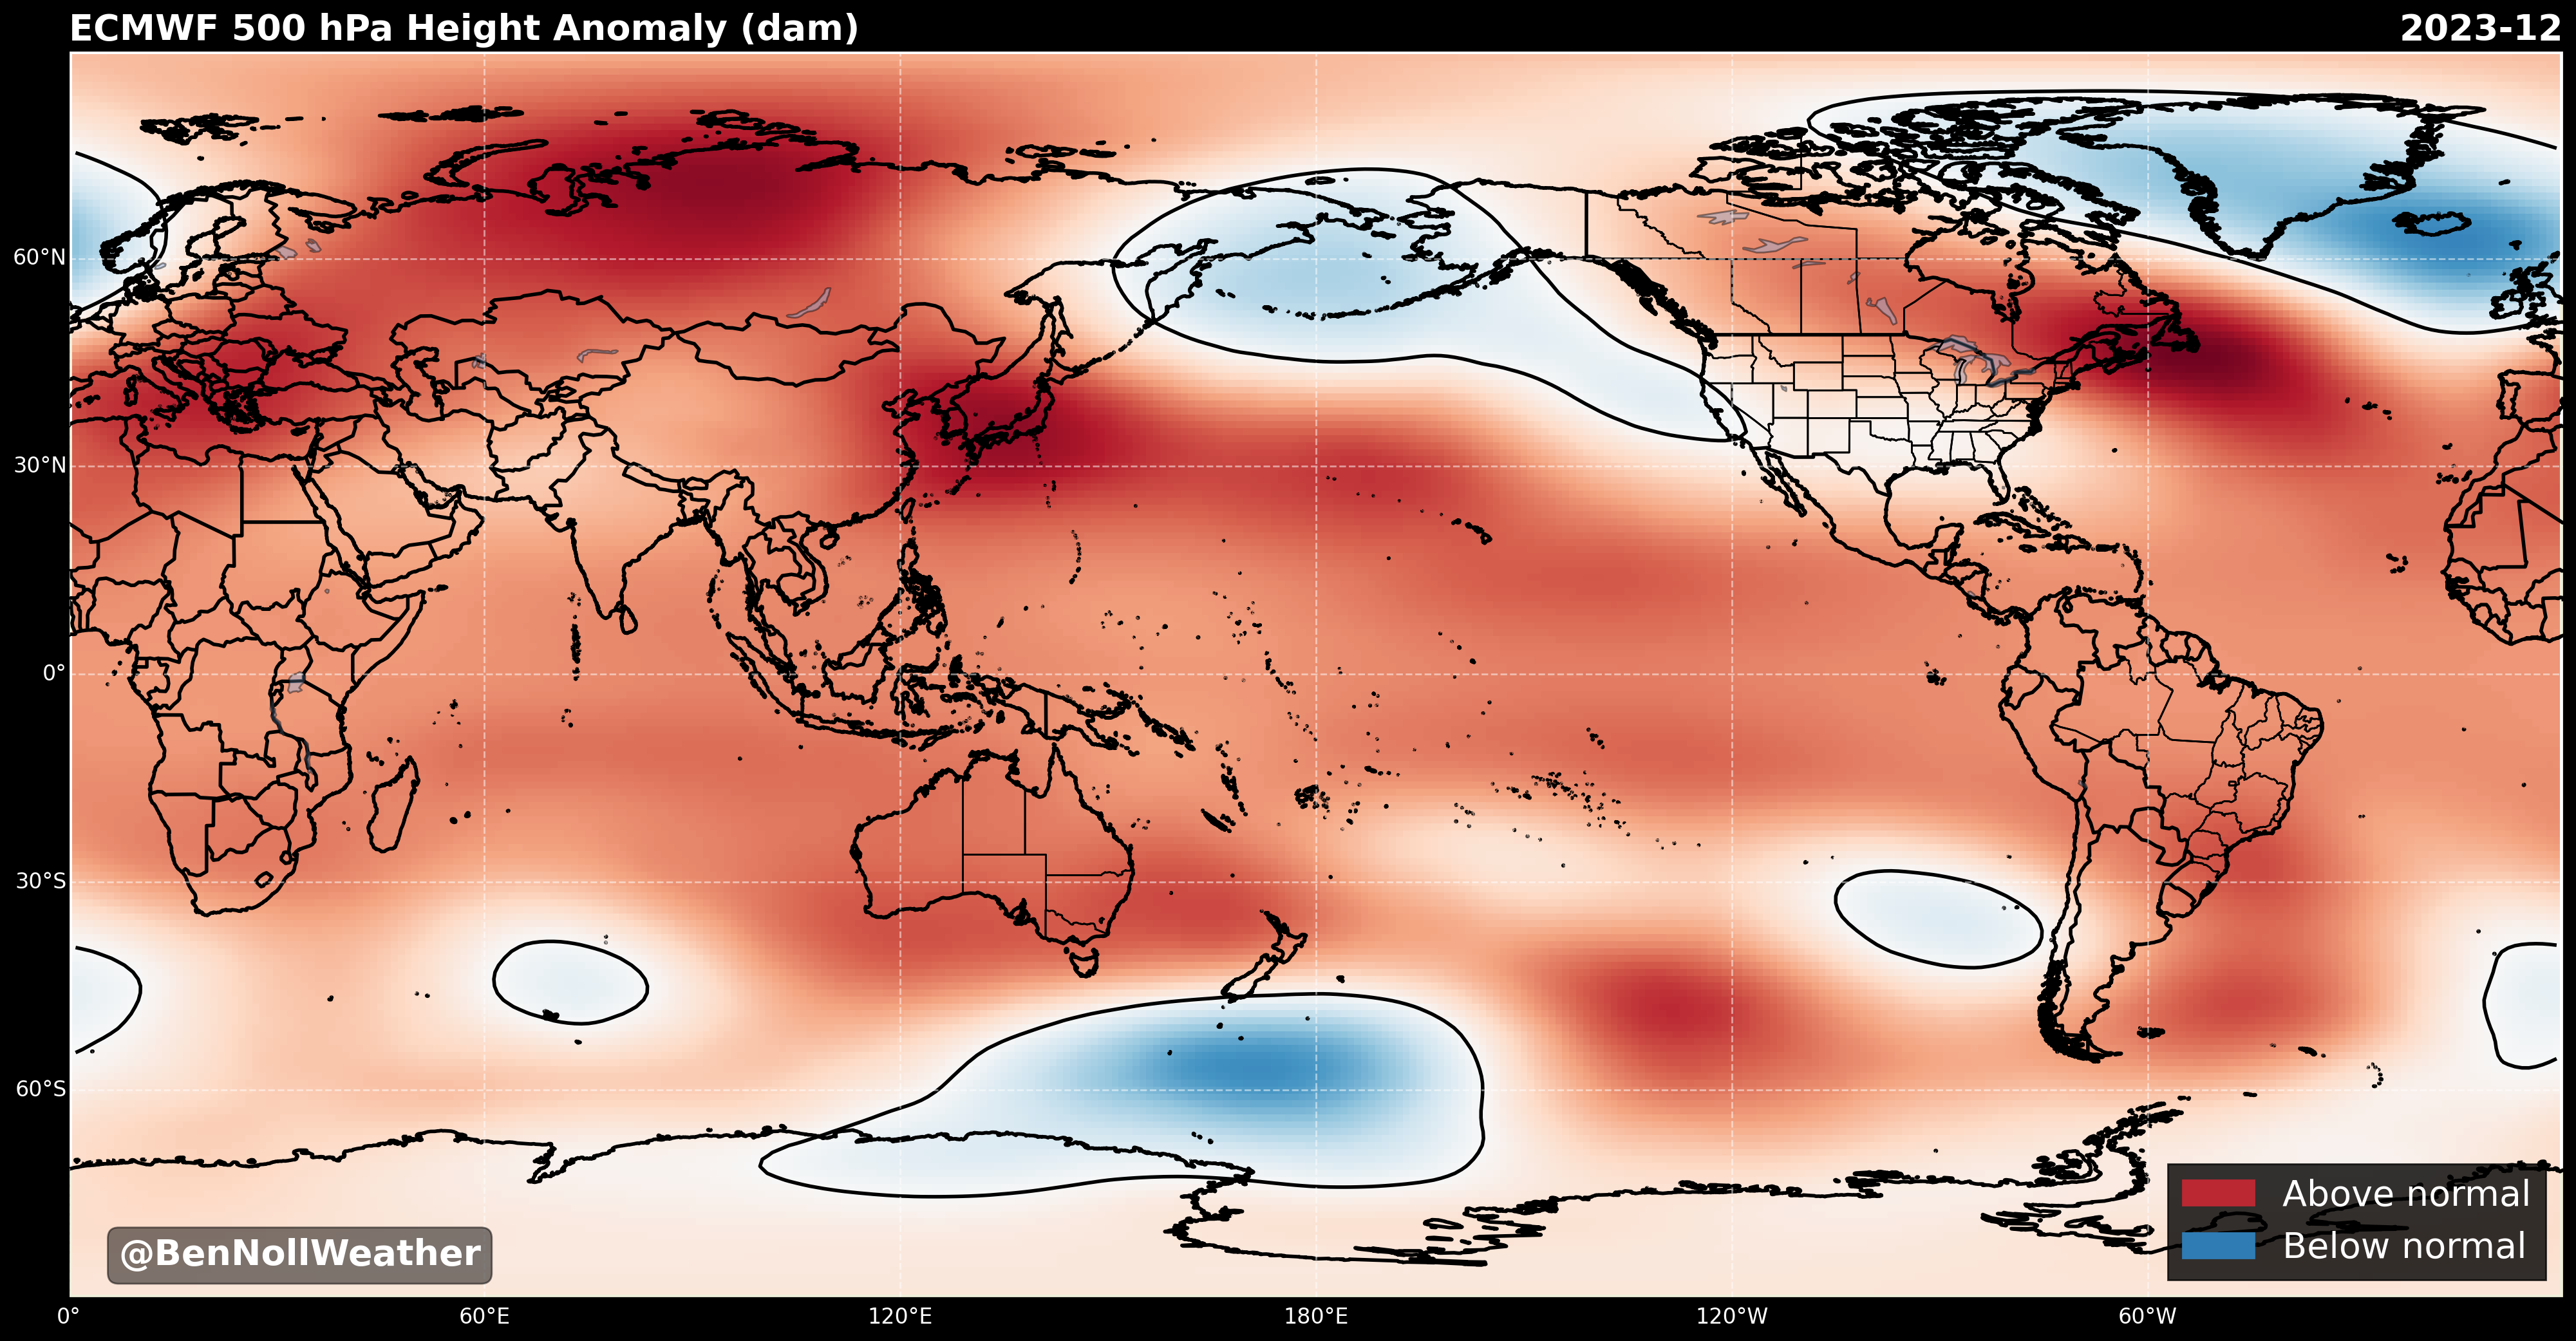 ECMWF 500 hPa Height Anomaly (dam)
2023-12
60°N
30°N
0°
30°S
60°S
0°
60°E
120°E
180°E
120°W
60°W
Above normal
Below normal
@BenNollWeather